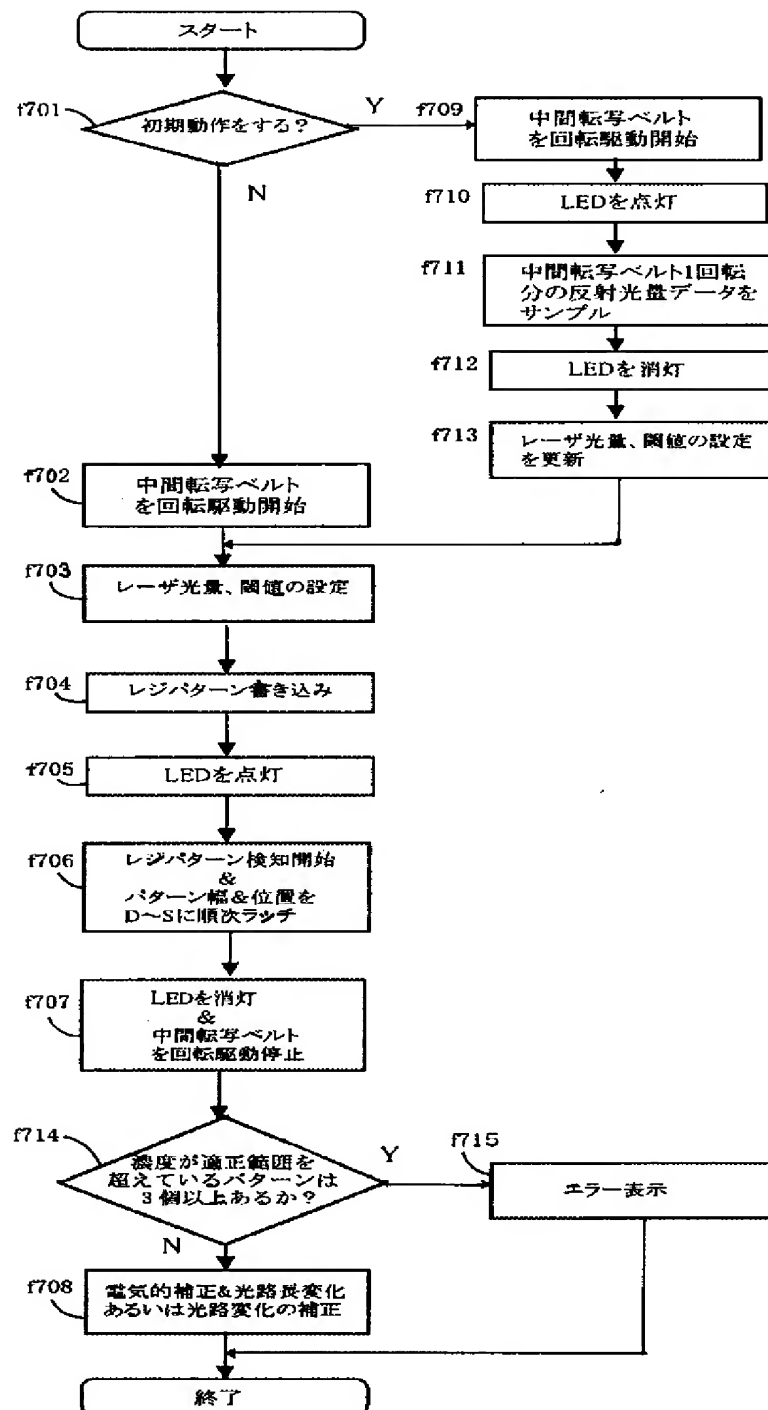 スタート
f701
初期動作をする?
Y
N
f709
中間転写ベルト
を回転駆動開始
f710
LEDを点灯
f711
中間転写ベルト1回転
分の反射光量データを
サンプル
f712
LEDを消灯
f713
レーザ光量、閾値の設定
を更新
f702
中間転写ベルト
を回転駆動開始
f703
レーザ光量、閾値の設定
f704
レジパターン書き込み
f705
LEDを点灯
f706
レジパターン検知開始
&
パターン幅&位置を
D~Sに順次ラッチ
f707
LEDを消灯
&
中間転写ベルト
を回転駆動停止
f714
濃度が適正範囲を
超えているパターンは
3個以上あるか?
Y
N
f715
エラー表示
f708
電気的補正&光路長変化
あるいは光路変化の補正
終了